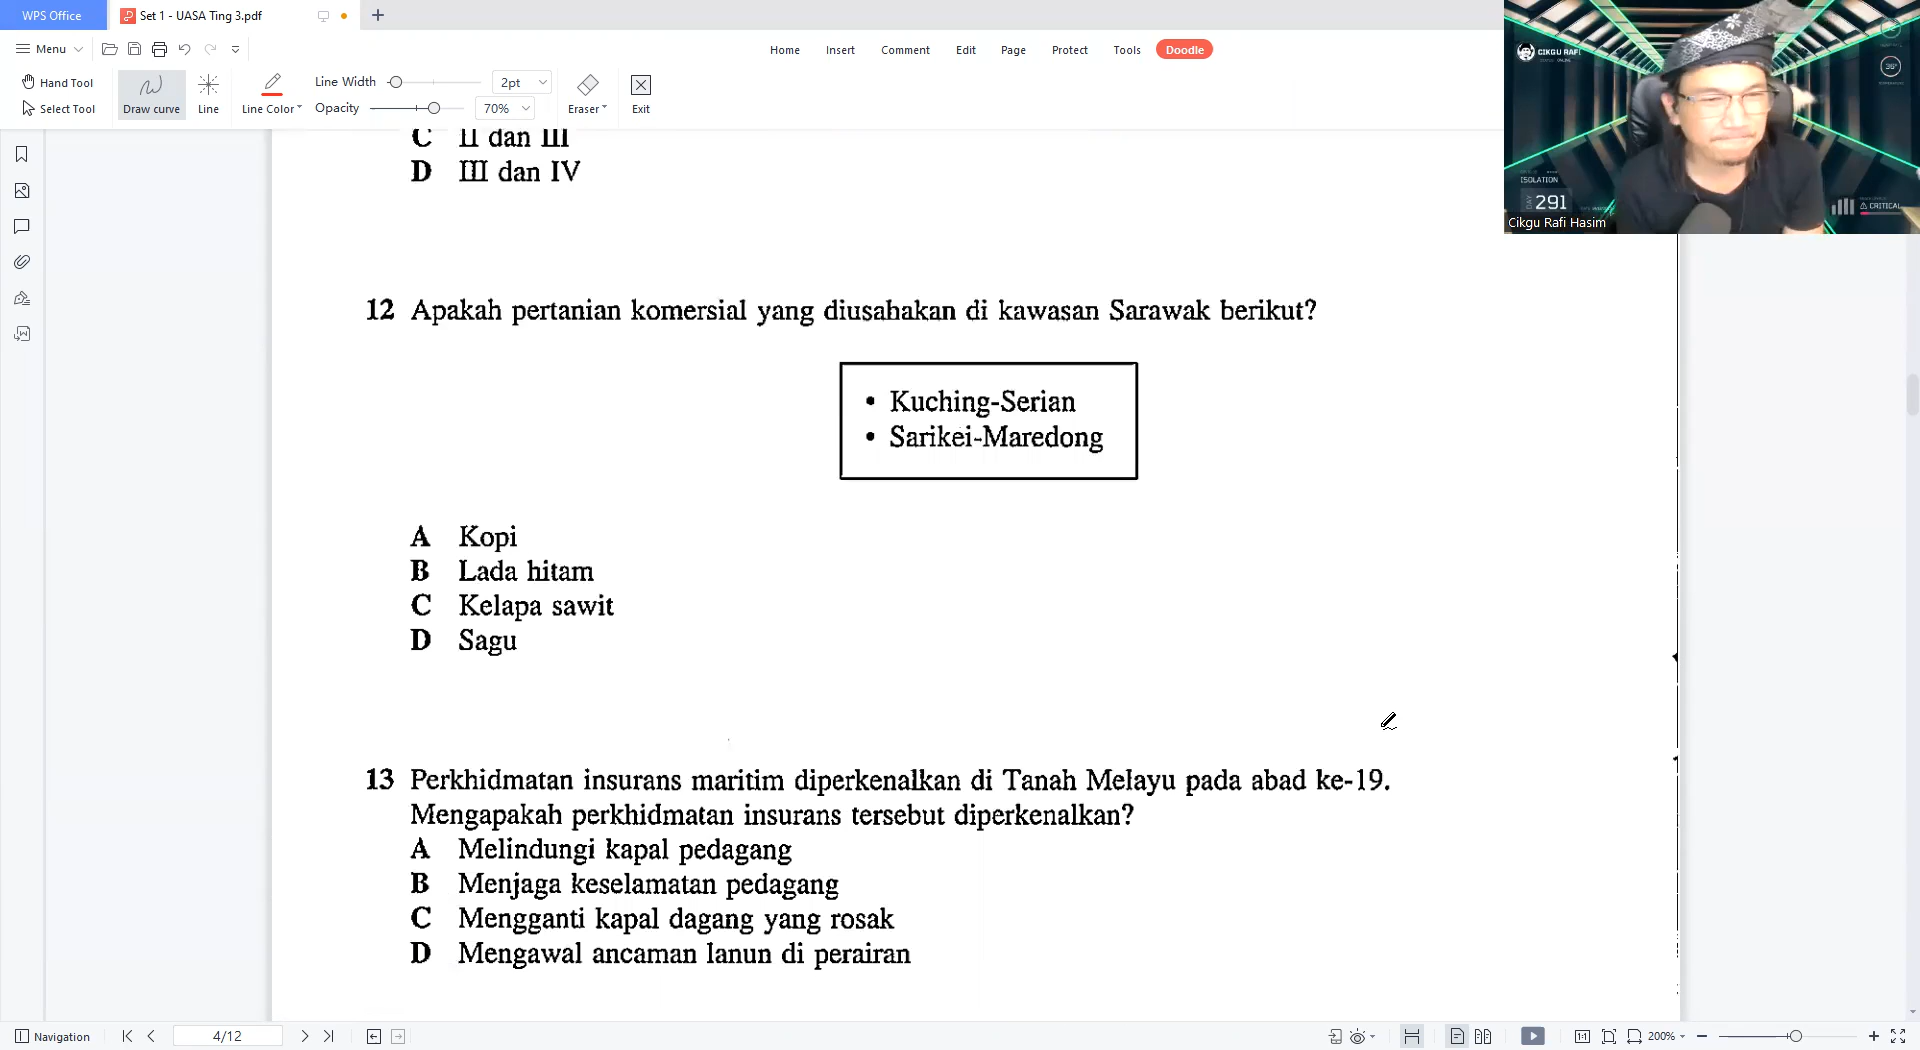 WPS Office
Set 1 - UASA Ting 3.pdf
Menu
Home Insert Comment Edit Page Protect Tools Doodle
Hand Tool
Select Tool
Draw curve
Line
Line Color
Line Width 2pt
Opacity 70%
Eraser
Exit
CIKGU RAFI
36°
ISOLATION
DAY 291
CRITICAL
Cikgu Rafi Hasim
C II dan III
D III dan IV
12 Apakah pertanian komersial yang diusahakan di kawasan Sarawak berikut?
• Kuching-Serian
• Sarikei-Maredong
A Kopi
B Lada hitam
C Kelapa sawit
D Sagu
13 Perkhidmatan insurans maritim diperkenalkan di Tanah Melayu pada abad ke-19.
Mengapakah perkhidmatan insurans tersebut diperkenalkan?
A Melindungi kapal pedagang
B Menjaga keselamatan pedagang
C Mengganti kapal dagang yang rosak
D Mengawal ancaman lanun di perairan
Navigation
4/12
200%